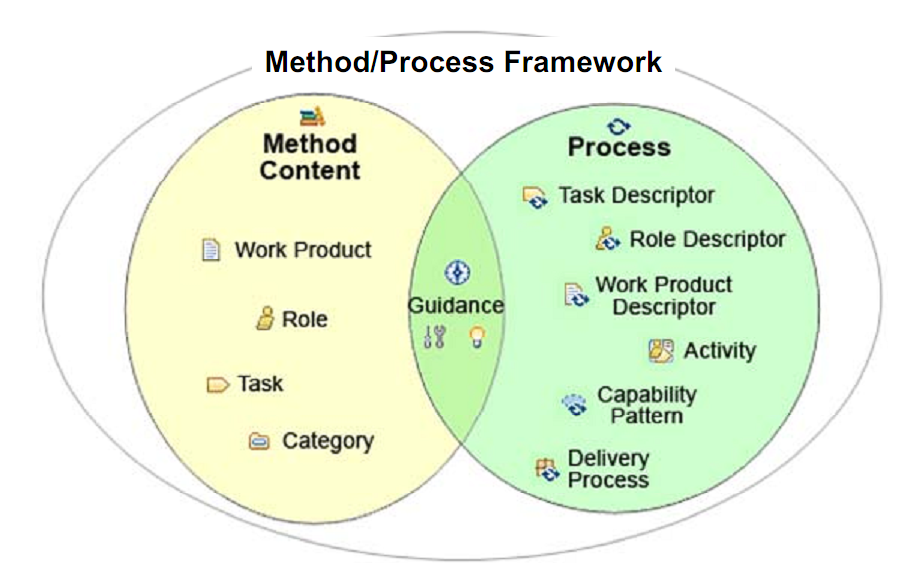 Method/Process Framework
Method
Content
Work Product
Role
Task
Category
Guidance
Process
Task Descriptor
Role Descriptor
Work Product
Descriptor
Activity
Capability
Pattern
Delivery
Process